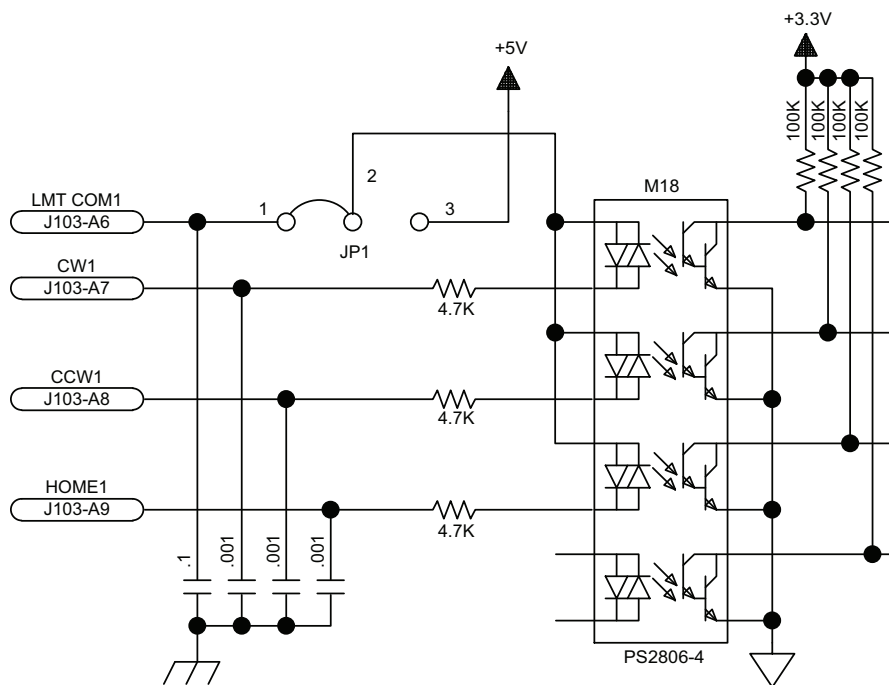 +3.3V
+5V
100K
100K
100K
100K
2
M18
LMT COM1
J103-A6
1
3
JP1
CW1
J103-A7
4.7K
CCW1
J103-A8
4.7K
HOME1
J103-A9
4.7K
.1
.001
.001
.001
PS2806-4